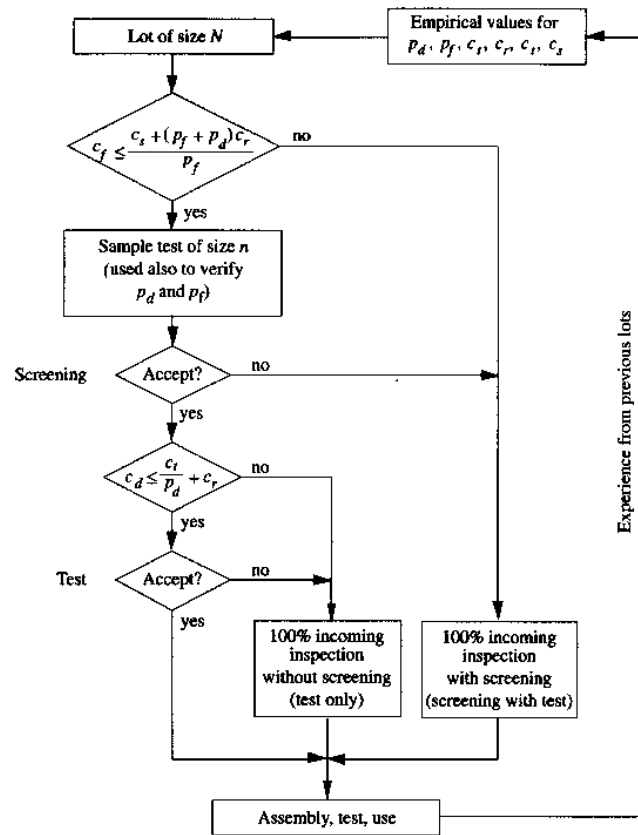 Lot of size N
Empirical values for
p_d, p_f, c_t, c_r, c_t, c_s
c_f ≤ (c_s + (p_f + p_d) c_r) / p_f
no
yes
Sample test of size n
(used also to verify
p_d and p_f)
Screening
Accept?
no
yes
c_d ≤ c_t / p_d + c_r
no
yes
Test
Accept?
no
yes
100% incoming
inspection
without screening
(test only)
100% incoming
inspection
with screening
(screening with test)
Experience from previous lots
Assembly, test, use